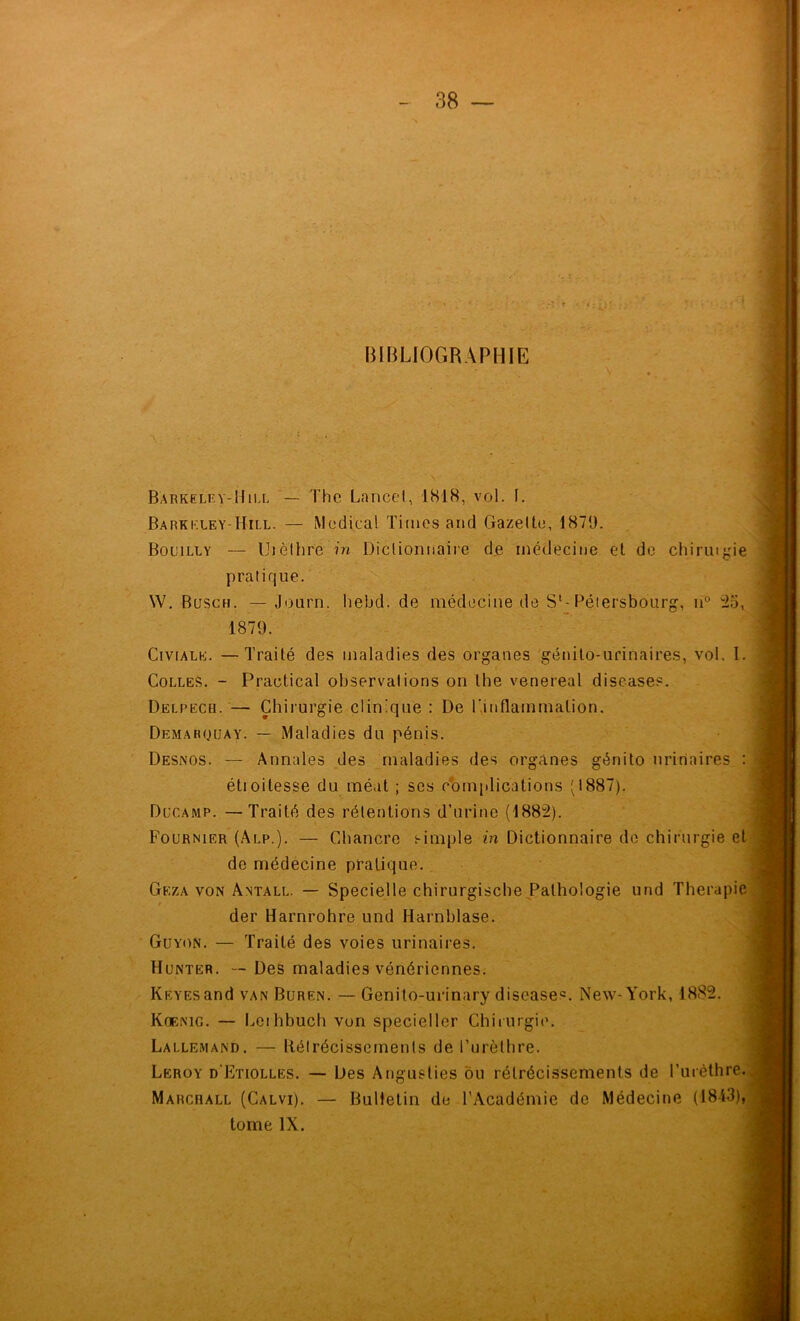 - 38 —
BIBLIOGRAPHIE
BARKELEY-HILL — The Lancet, 1818, vol. I.
BARKELEY-HILL. — Medical Times and Gazette, 1879.
BOUILLY — Urèthre in Dictionnaire de médecine et de chirurgie
pratique.
W. BUSCH. — Journ. hebd. de médecine de St-Pétersbourg, n° 25,
1879.
CIVIALE. — Traité des maladies des organes génito-urinaires, vol. I.
COLLES. - Practical observations on the venereal diseases.
DELPECH. — Chirurgie clinique : De l'inflammation.
DEMARQUAY. — Maladies du pénis.
DESNOS. — Annales des maladies des organes génito urinaires :
étroitesse du méat ; ses complications (1887).
DUCAMP. — Traité des rétentions d'urine (1882).
FOURNIER (ALP.). — Chancre simple in Dictionnaire de chirurgie et
de médecine pratique.
GEZA VON ANTALL. — Specielle chirurgische Pathologie und Therapie
der Harnrohre und Harnblase.
GUYON. — Traité des voies urinaires.
HUNTER. — Des maladies vénériennes.
KEYES and VAN BUREN. — Genito-urinary diseases. New-York, 1882.
KŒNIG. — Lerhbuch von specieller Chirurgie.
LALLEMAND. — Rétrécissements de l'urèthre.
LEROY D'ETIOLLES. — Des Angusties ou rétrécissements de l'urèthre.
MARCHALL (CALVI). — Bulletin de l'Académie de Médecine (1843),
tome IX.